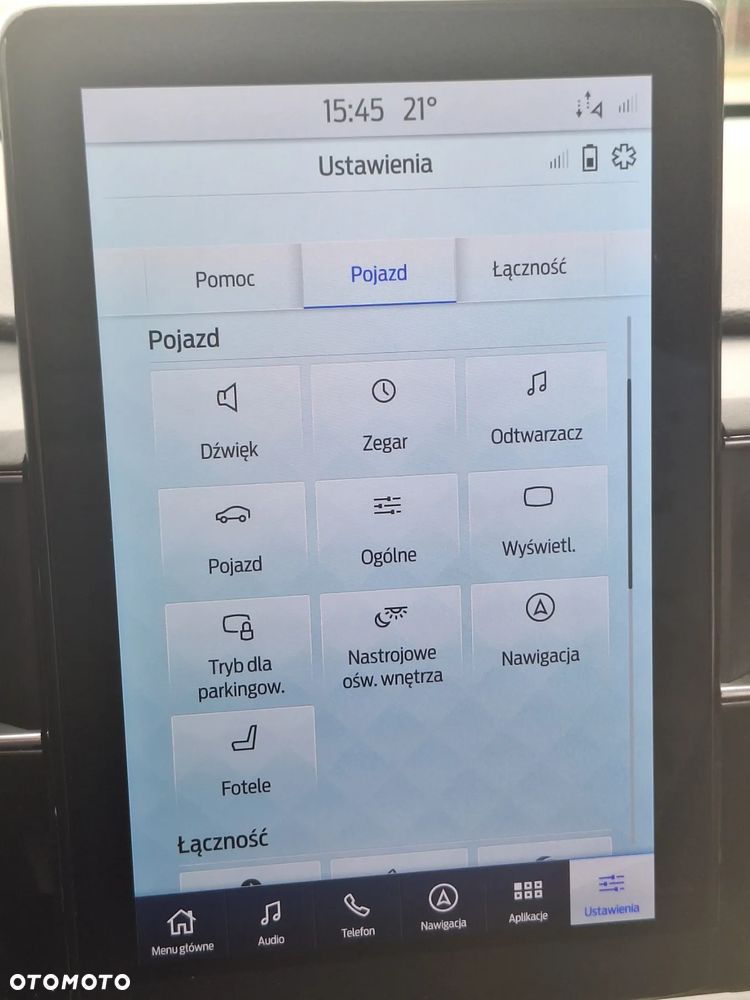 15:45 21°
Ustawienia
Pomoc
Pojazd
Łączność
Pojazd
Dźwięk
Zegar
Odtwarzacz
Pojazd
Ogólne
Wyświetl.
Tryb dla
parkingow.
Nastrojowe
ośw. wnętrza
Nawigacja
Fotele
Łączność
Menu główne
Audio
Telefon
Nawigacja
Aplikacje
Ustawienia
OTOMOTO